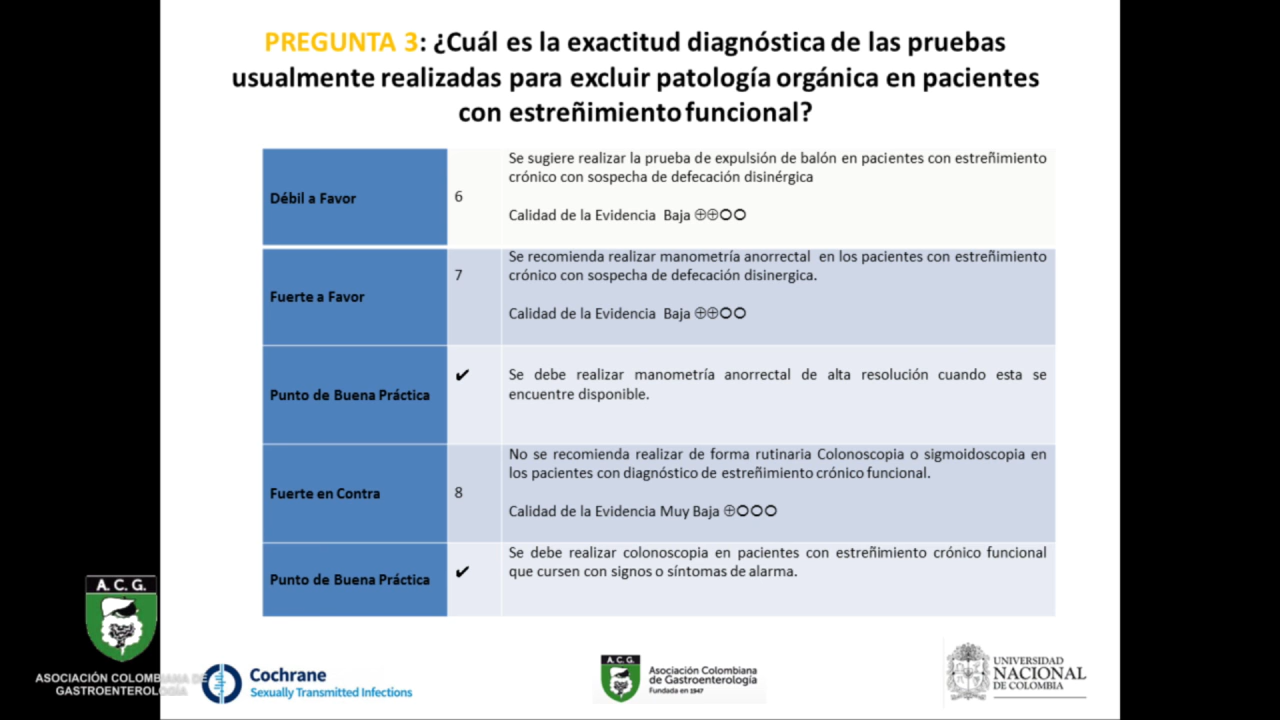 PREGUNTA 3: ¿Cuál es la exactitud diagnóstica de las pruebas
usualmente realizadas para excluir patología orgánica en pacientes
con estreñimiento funcional?
Débil a Favor
6
Se sugiere realizar la prueba de expulsión de balón en pacientes con estreñimiento
crónico con sospecha de defecación disinérgica
Calidad de la Evidencia Baja ⊕⊕○○
Fuerte a Favor
7
Se recomienda realizar manometría anorrectal en los pacientes con estreñimiento
crónico con sospecha de defecación disinergica.
Calidad de la Evidencia Baja ⊕⊕○○
Punto de Buena Práctica
✔
Se debe realizar manometría anorrectal de alta resolución cuando esta se
encuentre disponible.
Fuerte en Contra
8
No se recomienda realizar de forma rutinaria Colonoscopia o sigmoidoscopia en
los pacientes con diagnóstico de estreñimiento crónico funcional.
Calidad de la Evidencia Muy Baja ⊕○○○
Punto de Buena Práctica
✔
Se debe realizar colonoscopia en pacientes con estreñimiento crónico funcional
que cursen con signos o síntomas de alarma.
A. C. G.
ASOCIACIÓN COLOMBIANA DE
GASTROENTEROLOGÍA
Cochrane
Sexually Transmitted Infections
A. C. G.
Asociación Colombiana
de Gastroenterología
Fundada en 1947
UNIVERSIDAD
NACIONAL
DE COLOMBIA